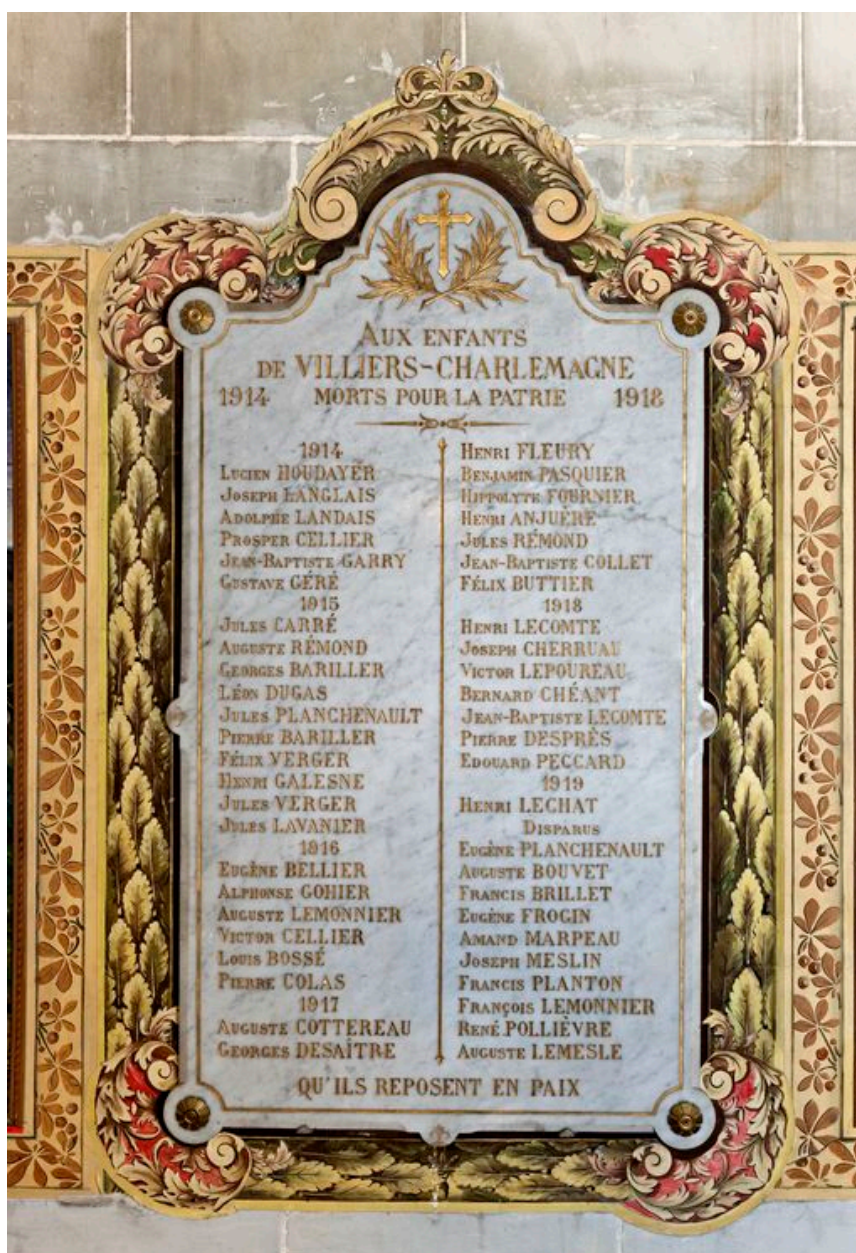 AUX ENFANTS
DE VILLIERS-CHARLEMAGNE
1914 MORTS POUR LA PATRIE 1918
1914
LUCIEN HOUDAYER
JOSEPH LANGLAIS
ADOLPHE LANDAIS
PROSPER CELLIER
JEAN-BAPTISTE GARRY
GUSTAVE GÉRÉ
1915
JULES CARRÉ
AUGUSTE RÉMOND
GEORGES BARILLER
LÉON DUGAS
JULES PLANCHENAULT
PIERRE BARILLER
FÉLIX VERGER
HENRI GALESNE
JULES VERGER
JULES LAVANIER
1916
EUGÈNE BELLIER
ALPHONSE GOHIER
AUGUSTE LEMONNIER
VICTOR CELLIER
LOUIS BOSSÉ
PIERRE COLAS
1917
AUGUSTE COTTEREAU
GEORGES DESAÎTRE
HENRI FLEURY
BENJAMIN PASQUIER
HIPPOLYTE FOURNIER
HENRI ANJUÈRE
JULES RÉMOND
JEAN-BAPTISTE COLLET
FÉLIX BUTTIER
1918
HENRI LECOMTE
JOSEPH CHERRUAU
VICTOR LEPOUREAU
BERNARD CHÉANT
JEAN-BAPTISTE LECOMTE
PIERRE DESPRÈS
EDOUARD PECCARD
1919
HENRI LECHAT
DISPARUS
EUGÈNE PLANCHENAULT
AUGUSTE BOUVET
FRANCIS BRILLET
EUGÈNE FROGIN
AMAND MARPEAU
JOSEPH MESLIN
FRANCIS PLANTON
FRANÇOIS LEMONNIER
RENÉ POLLIÈVRE
AUGUSTE LEMESLE
QU'ILS REPOSENT EN PAIX